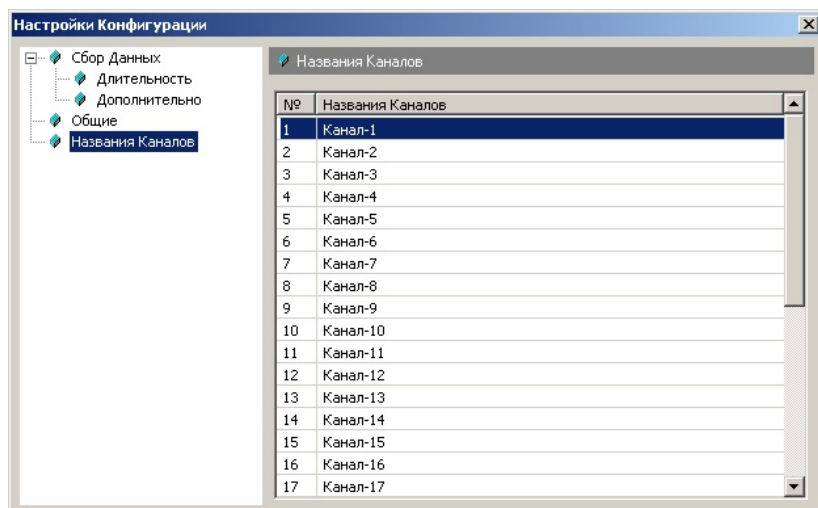 Настройки Конфигурации
Сбор Данных
Длительность
Дополнительно
Общие
Названия Каналов
Названия Каналов
№ Названия Каналов
1 Канал-1
2 Канал-2
3 Канал-3
4 Канал-4
5 Канал-5
6 Канал-6
7 Канал-7
8 Канал-8
9 Канал-9
10 Канал-10
11 Канал-11
12 Канал-12
13 Канал-13
14 Канал-14
15 Канал-15
16 Канал-16
17 Канал-17